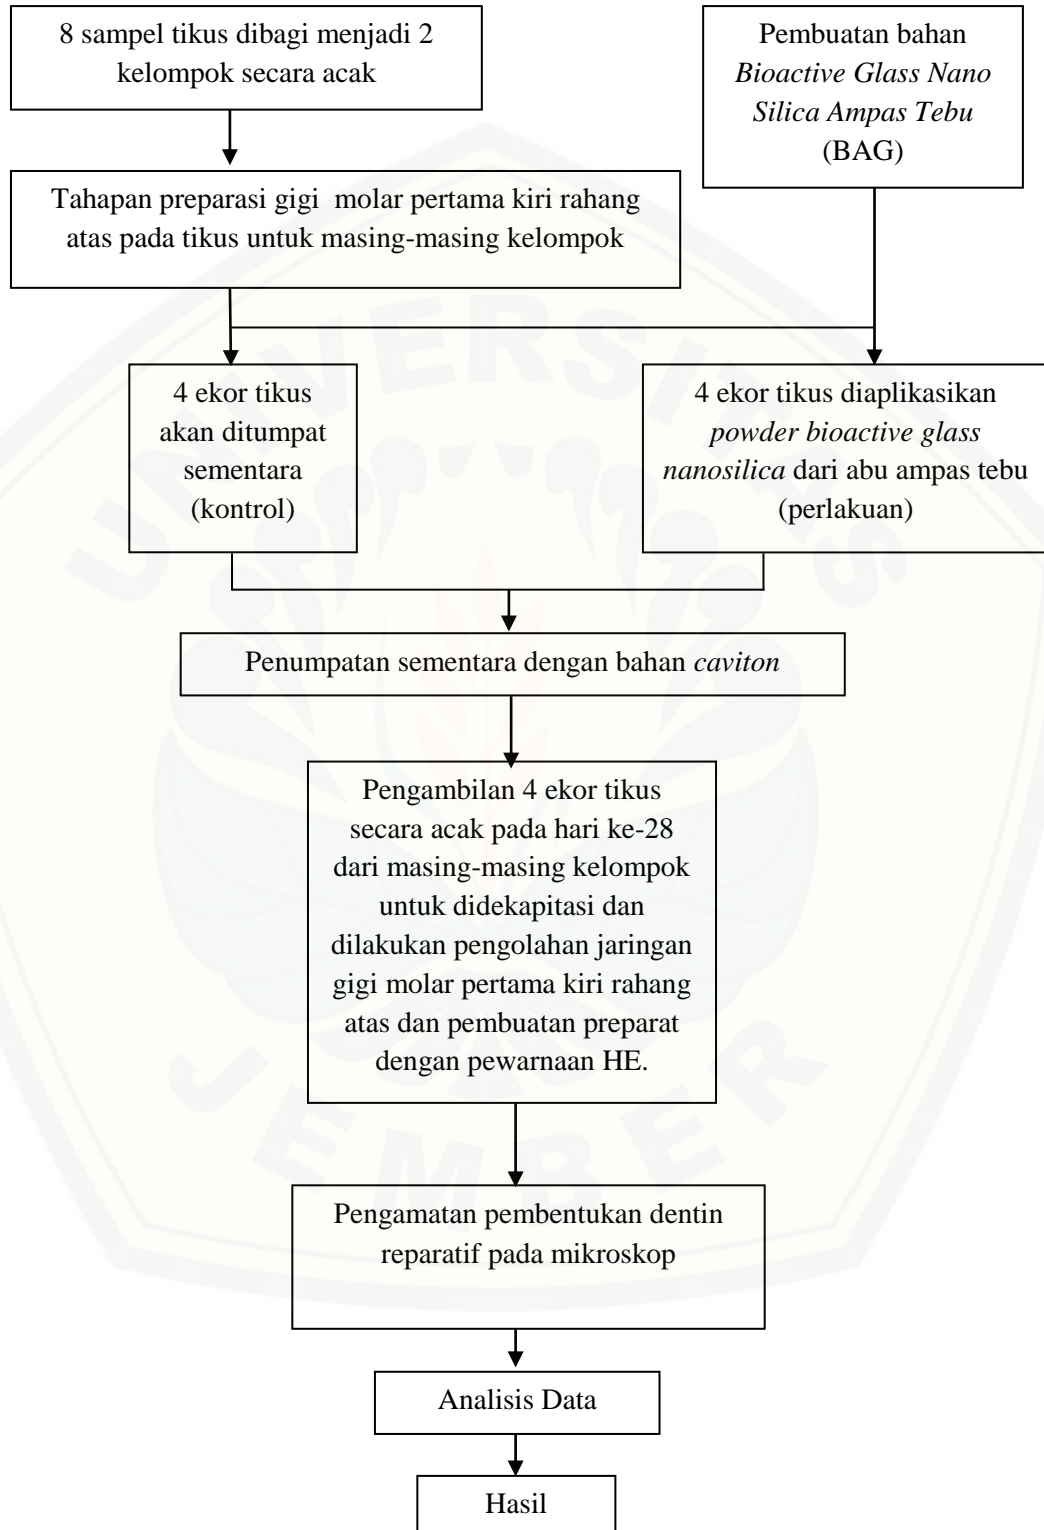 8 sampel tikus dibagi menjadi 2
kelompok secara acak
Pembuatan bahan
Bioactive Glass Nano
Silica Ampas Tebu
(BAG)
Tahapan preparasi gigi molar pertama kiri rahang
atas pada tikus untuk masing-masing kelompok
4 ekor tikus
akan ditumpat
sementara
(kontrol)
4 ekor tikus diaplikasikan
powder bioactive glass
nanosilica dari abu ampas tebu
(perlakuan)
Penumpatan sementara dengan bahan caviton
Pengambilan 4 ekor tikus
secara acak pada hari ke-28
dari masing-masing kelompok
untuk didekapitasi dan
dilakukan pengolahan jaringan
gigi molar pertama kiri rahang
atas dan pembuatan preparat
dengan pewarnaan HE.
Pengamatan pembentukan dentin
reparatif pada mikroskop
Analisis Data
Hasil
UNIVERSITAS
JEMBER